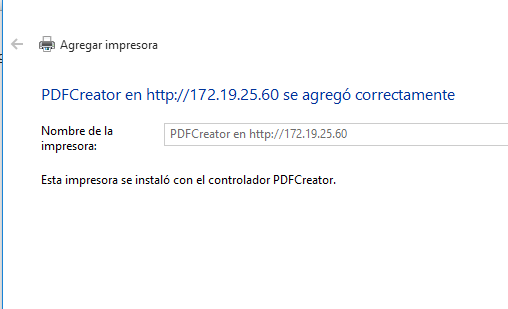 Agregar impresora
PDFCreator en http://172.19.25.60 se agregó correctamente
Nombre de la
impresora:
PDFCreator en http://172.19.25.60
Esta impresora se instaló con el controlador PDFCreator.